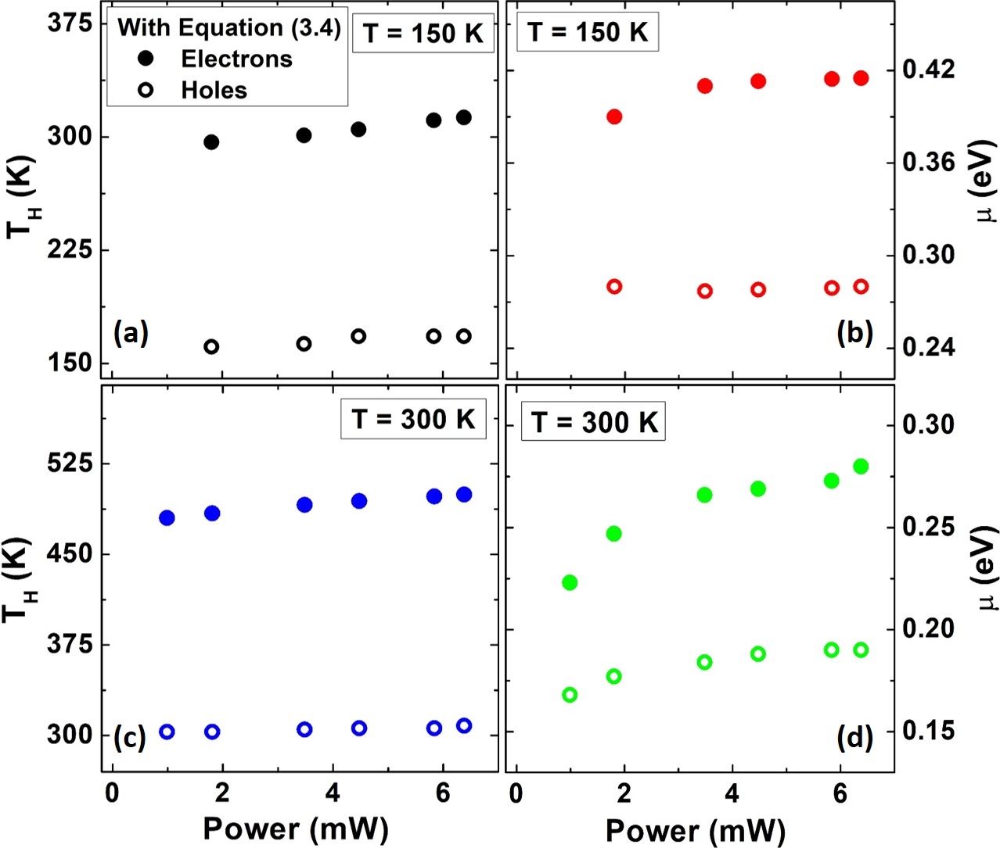 With Equation (3.4)
Electrons
Holes
T = 150 K
375
300
225
150
T_H (K)
(a)
T = 150 K
0.42
0.36
0.30
0.24
μ (eV)
(b)
T = 300 K
525
450
375
300
T_H (K)
(c)
0 2 4 6
Power (mW)
T = 300 K
0.30
0.25
0.20
0.15
μ (eV)
(d)
0 2 4 6
Power (mW)